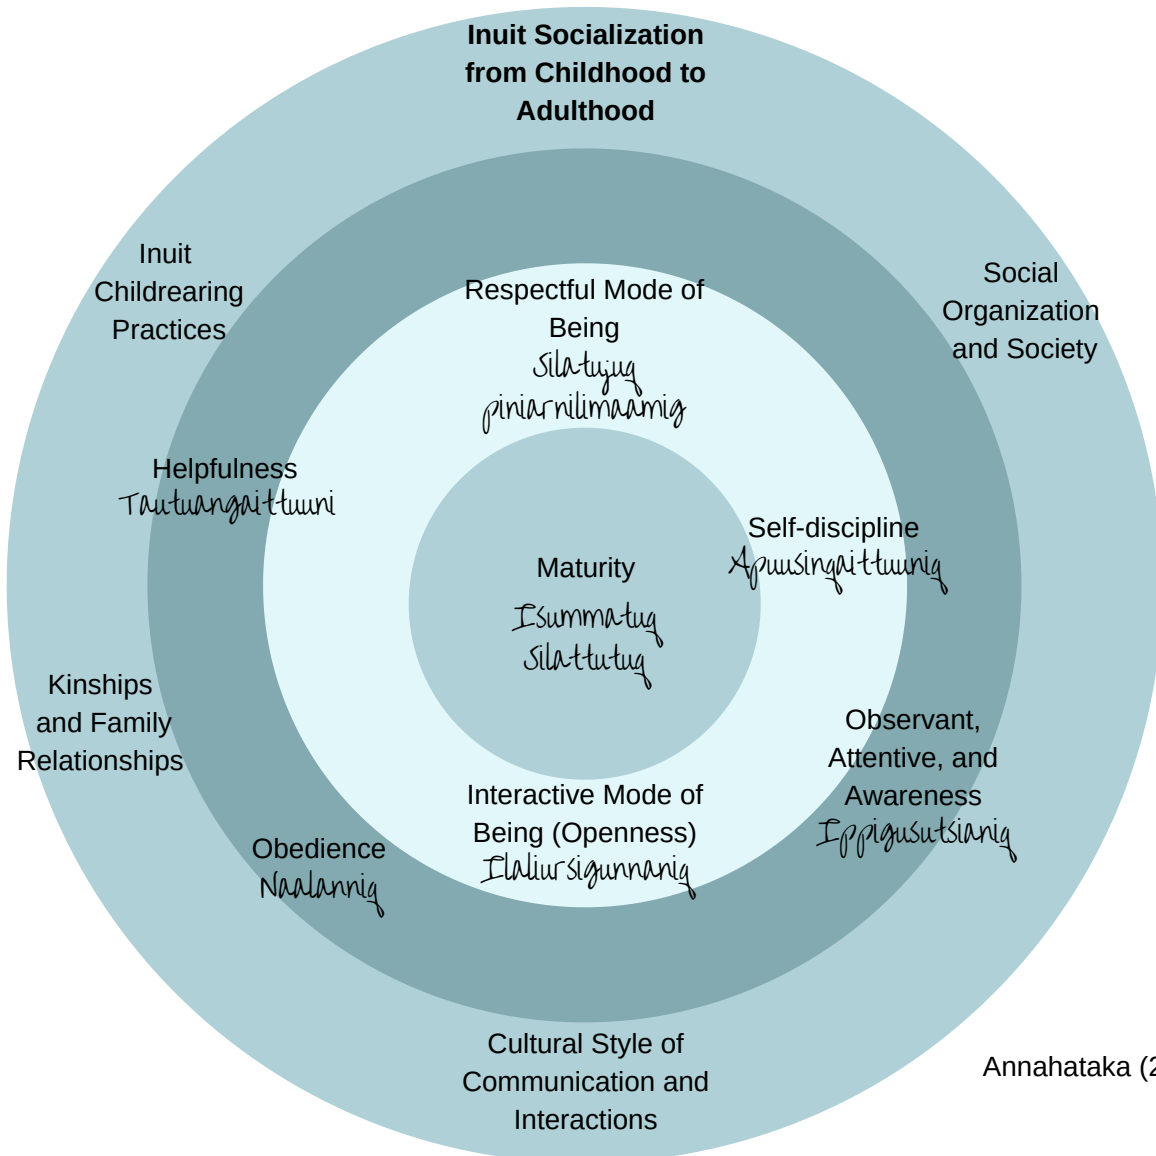 Inuit Socialization
from Childhood to
Adulthood
Inuit
Childrearing
Practices
Social
Organization
and Society
Respectful Mode of
Being
Silatujuq
piniarnilimaamig
Helpfulness
Tautuangaittuuni
Self-discipline
Apuusingaittuuniq
Maturity
Isummatuq
Silattutuq
Kinships
and Family
Relationships
Observant,
Attentive, and
Awareness
Ippigusutsianiq
Interactive Mode of
Being (Openness)
Ilaliursigunnaniq
Obedience
Naalanniq
Cultural Style of
Communication and
Interactions
Annahataka (2